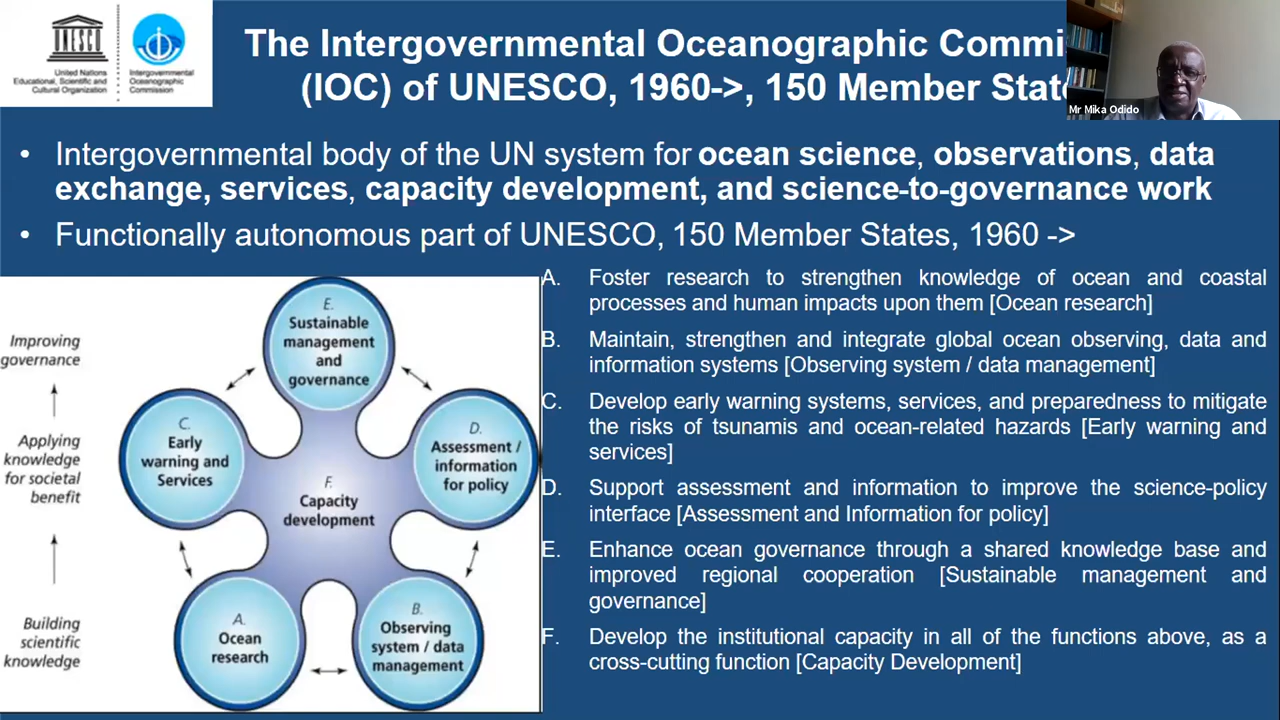 UNESCO
United Nations
Educational, Scientific and
Cultural Organization
Intergovernmental
Oceanographic
Commission
The Intergovernmental Oceanographic Commi
(IOC) of UNESCO, 1960->, 150 Member Stat
Mr Mika Odido
• Intergovernmental body of the UN system for ocean science, observations, data
exchange, services, capacity development, and science-to-governance work
• Functionally autonomous part of UNESCO, 150 Member States, 1960 ->
Improving
governance
Applying
knowledge
for societal
benefit
Building
scientific
knowledge
E.
Sustainable
management
and
governance
C.
Early
warning and
Services
D.
Assessment /
information
for policy
F.
Capacity
development
A.
Ocean
research
B.
Observing
system / data
management
A. Foster research to strengthen knowledge of ocean and coastal
processes and human impacts upon them [Ocean research]
B. Maintain, strengthen and integrate global ocean observing, data and
information systems [Observing system / data management]
C. Develop early warning systems, services, and preparedness to mitigate
the risks of tsunamis and ocean-related hazards [Early warning and
services]
D. Support assessment and information to improve the science-policy
interface [Assessment and Information for policy]
E. Enhance ocean governance through a shared knowledge base and
improved regional cooperation [Sustainable management and
governance]
F. Develop the institutional capacity in all of the functions above, as a
cross-cutting function [Capacity Development]